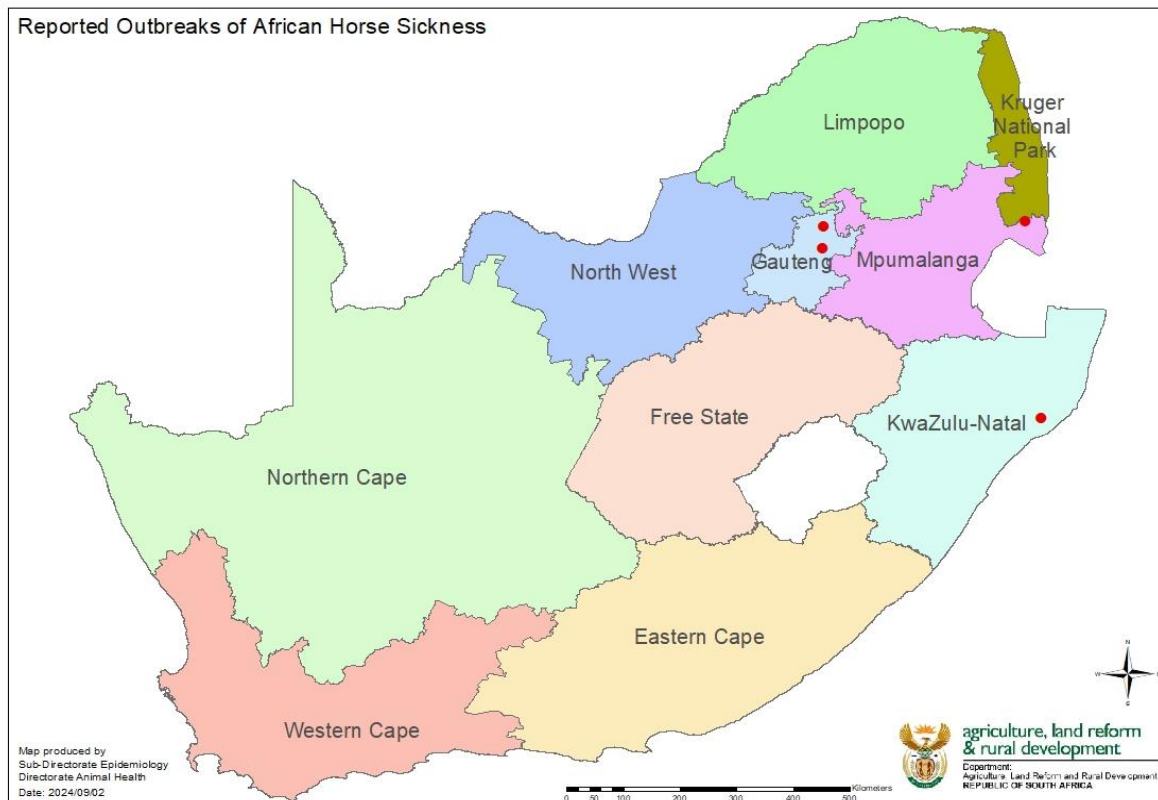 Reported Outbreaks of African Horse Sickness
Limpopo
Kruger
National
Park
North West
Gauteng
Mpumalanga
Free State
KwaZulu-Natal
Northern Cape
Eastern Cape
Western Cape
N
W
S
Map produced by
Sub-Directorate Epidemiology
Directorate Animal Health
Date: 2024/09/02
0 50 100 200 300 400 500
Kilometers
agriculture, land reform
& rural development
Department:
Agriculture, Land Reform and Rural Development
REPUBLIC OF SOUTH AFRICA